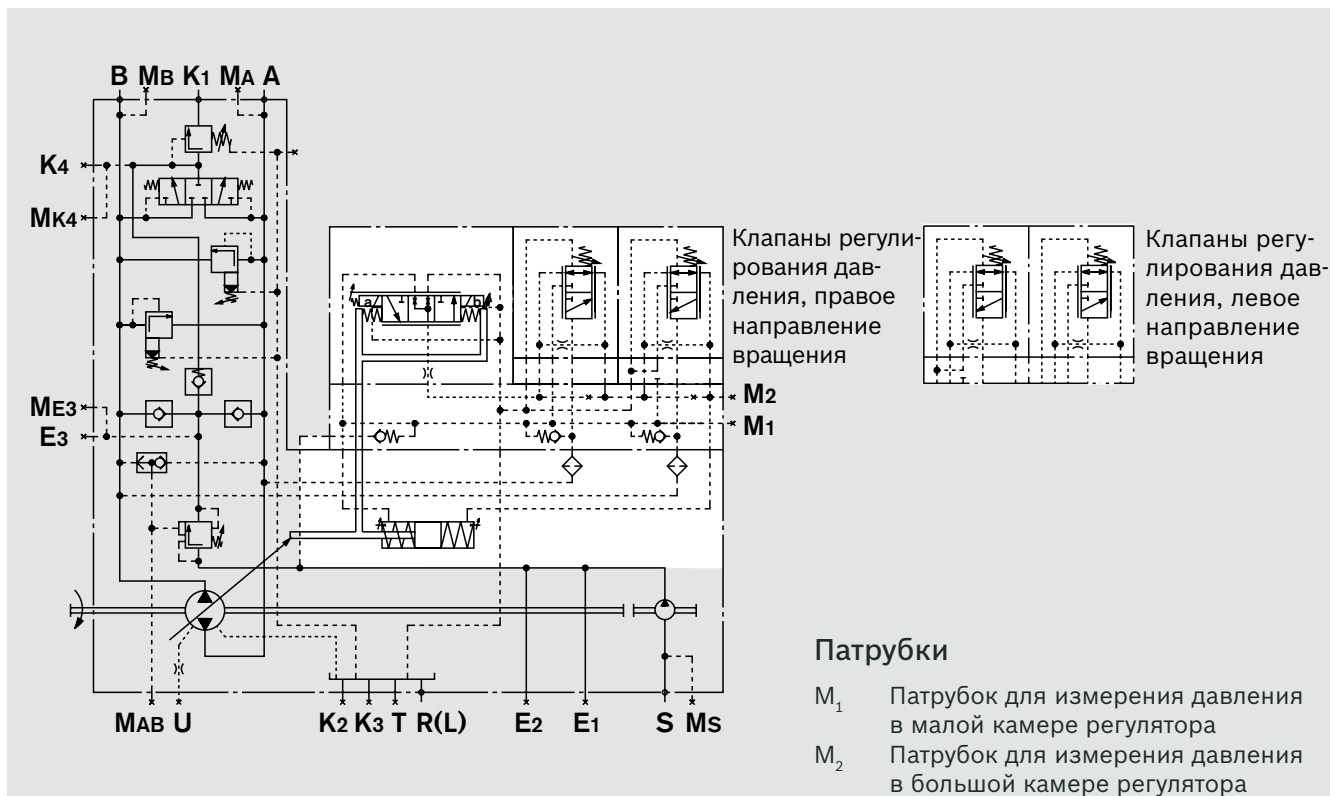 B MB K1 MA A
K4
MK4
Клапаны регули-
рования дав-
ления, правое
направление
вращения
Клапаны регу-
лирования дав-
ления, левое
направление
вращения
a b
M2
M1
ME3
E3
MAB U K2 K3 T R(L) E2 E1 S MS
Патрубки
M1 Патрубок для измерения давления
в малой камере регулятора
M2 Патрубок для измерения давления
в большой камере регулятора